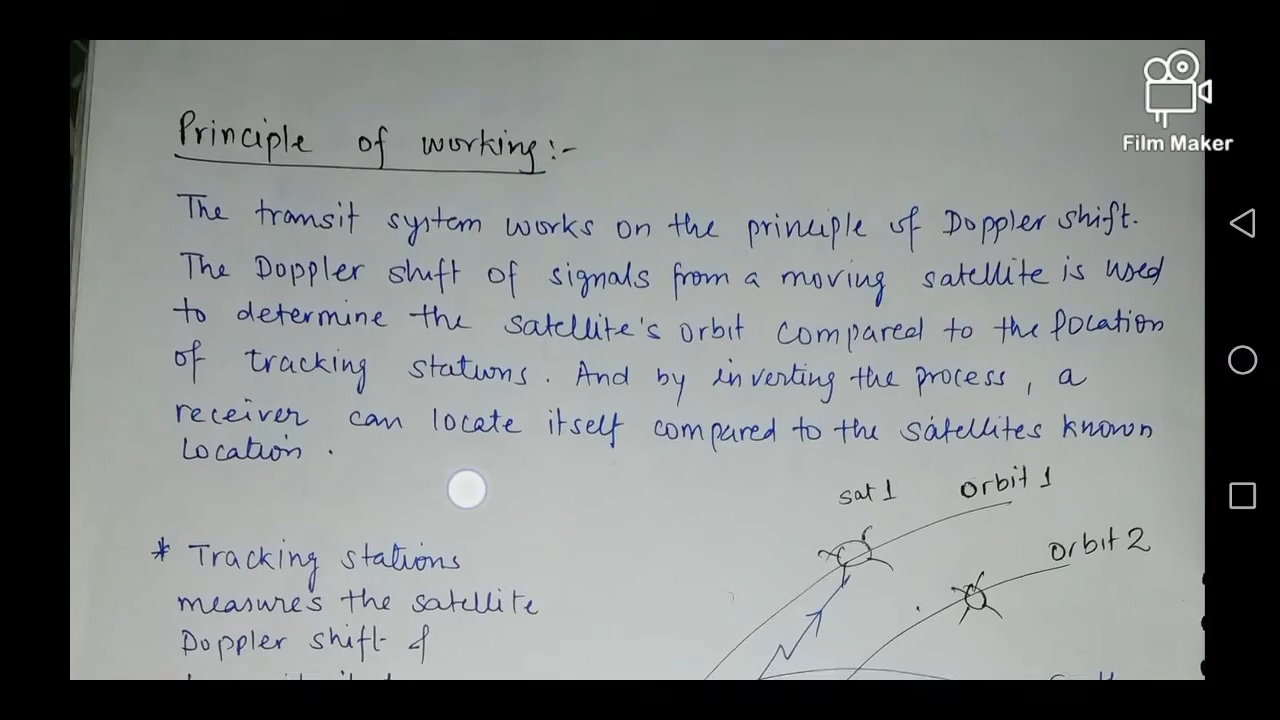 Principle of working:-
The transit system works on the principle of Doppler shift.
The Doppler shift of signals from a moving satellite is used
to determine the satellite's orbit compared to the location
of tracking stations. And by inverting the process, a
receiver can locate itself compared to the satellites known
location.
sat 1 orbit 1
orbit 2
* Tracking stations
measures the satellite
Doppler shift &
Film Maker